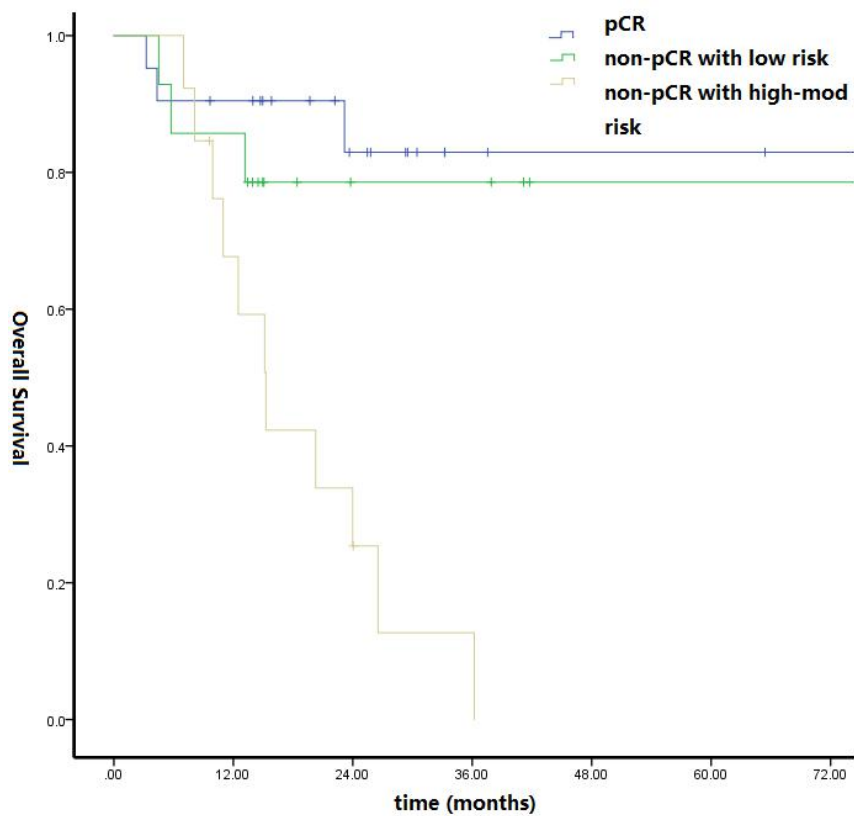 pCR
non-pCR with low risk
non-pCR with high-mod
risk
1.0
0.8
0.6
0.4
0.2
0.0
Overall Survival
.00 12.00 24.00 36.00 48.00 60.00 72.00
time (months)